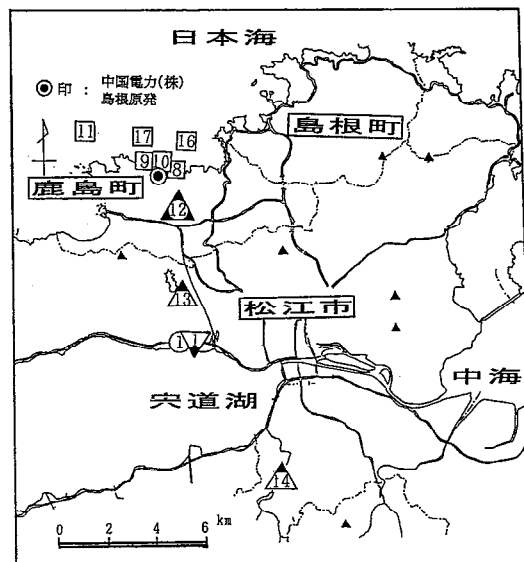 日本海
印 : 中国電力(株)
島根原発
島根町
11
17
16
9
10
8
鹿島町
12
13
松江市
中海
宍道湖
14
0 2 4 6 km